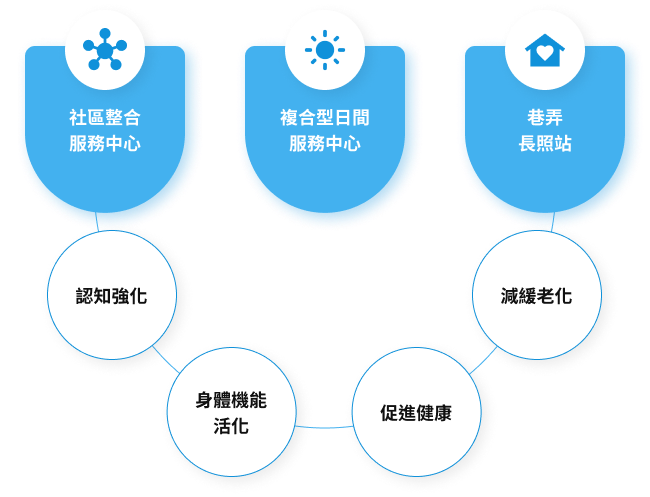 社區整合
服務中心
複合型日間
服務中心
巷弄
長照站
認知強化
減緩老化
身體機能
活化
促進健康